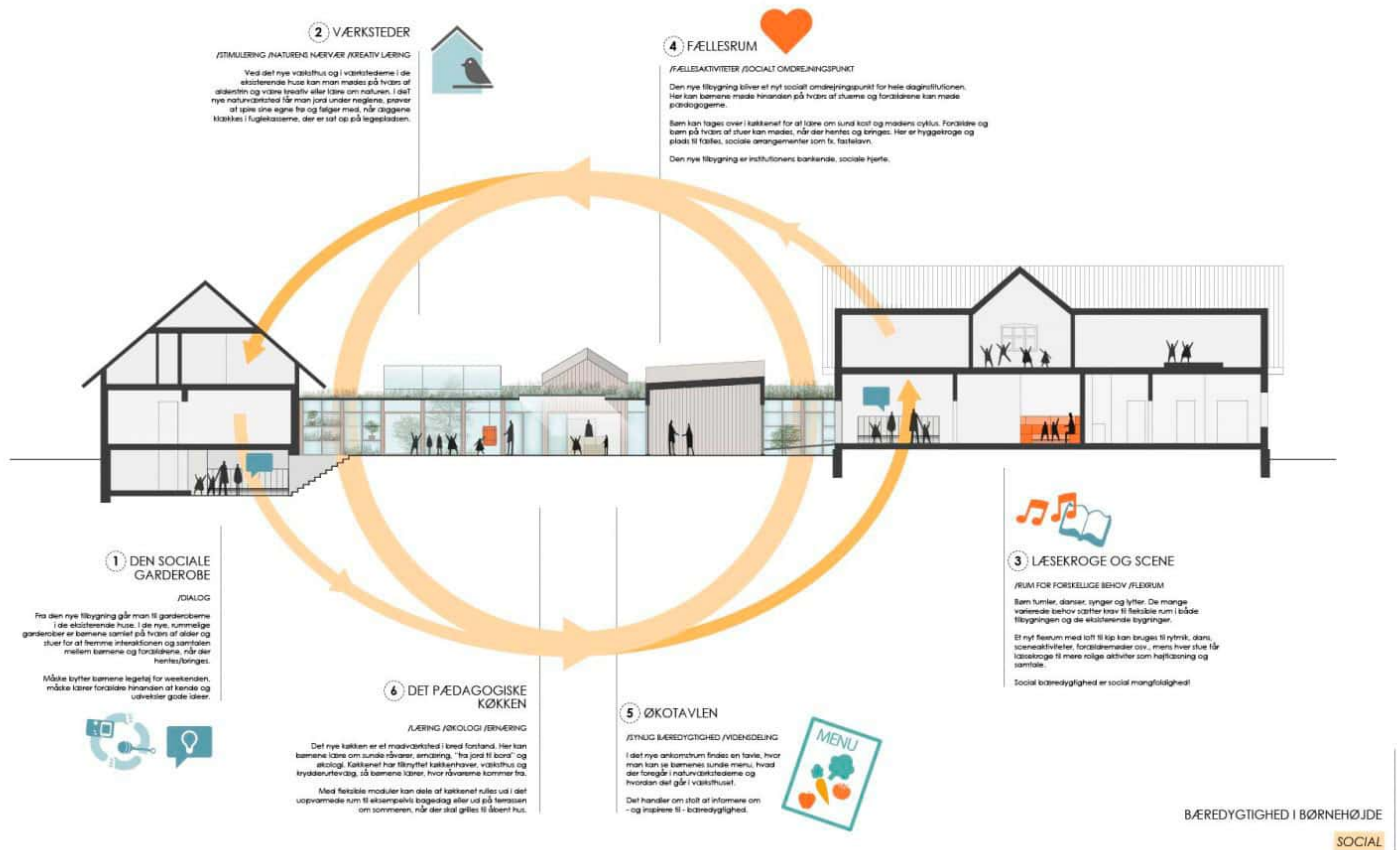 2 VÆRKSTEDER
/STIMULERING /NATURENS NÆRVÆR /KREATIV LÆRING
Ved det nye væksthus og i værkstederne i de
eksisterende huse kan man mødes på tværs af
alderstrin og være kreativ eller lære om naturen. I det
nye naturværksted får man jord under neglene, prøver
at spire sine egne frø og følger med, når æggene
klækkes i fuglekasserne, der er sat op på legepladsen.
4 FÆLLESRUM
/FÆLLESAKTIVITETER /SOCIALT OMDREJNINGSPUNKT
Den nye tilbygning bliver et nyt socialt omdrejningspunkt for hele daginstitutionen.
Her kan børnene møde hinanden på tværs af stuerne og forældrene kan møde
pædagogerne.
Børn kan tages over i køkkenet for at lære om sund kost og madens cyklus. Forældre og
børn på tværs af stuer kan mødes, når der hentes og bringes. Her er hyggekroge og
plads til fælles, sociale arrangementer som fx. fastelavn.
Den nye tilbygning er institutionens bankende, sociale hjerte.
1 DEN SOCIALE
GARDEROBE
/DIALOG
Fra den nye tilbygning går man til garderoberne
i de eksisterende huse. I de nye, rummelige
garderober er børnene samlet på tværs af alder og
stuer for at fremme interaktionen og samtalen
mellem børnene og forældrene, når der
hentes/bringes.
Måske bytter børnene legetøj for weekenden,
måske lærer forældre hinanden at kende og
udveksler gode ideer.
6 DET PÆDAGOGISKE
KØKKEN
/LÆRING /ØKOLOGI /ERNÆRING
Det nye køkken er et madværksted i bred forstand. Her kan
børnene lære om sunde råvarer, ernæring, "fra jord til bord" og
økologi. Køkkenet har tilknyttet køkkenhaver, væksthus og
krydderurtevæg, så børnene lærer, hvor råvarerne kommer fra.
Med fleksible moduler kan dele af køkkenet rulles ud i det
uopvarmede rum til eksempelvis bagedag eller ud på terrassen
om sommeren, når der skal grilles til åbent hus.
5 ØKOTAVLEN
/SYNLIG BÆREDYGTIGHED /VIDENSDELING
I det nye ankomstrum findes en tavle, hvor
man kan se børnenes sunde menu, hvad
der foregår i naturværkstederne og
hvordan det går i væksthuset.
Det handler om stolt at informere om
- og inspirere til - bæredygtighed.
MENU
3 LÆSEKROGE OG SCENE
/RUM FOR FORSKELLIGE BEHOV /FLEXRUM
Børn tumler, danser, synger og lytter. De mange
varierede behov sætter krav til fleksible rum i både
tilbygningen og de eksisterende bygninger.
Et nyt flexrum med loft til kip kan bruges til rytmik, dans,
sceneaktiviteter, forældremøder osv., mens hver stue får
læsekroge til mere rolige aktiviter som højtlæsning og
samtale.
Social bæredygtighed er social mangfoldighed!
BÆREDYGTIGHED I BØRNEHØJDE
SOCIAL